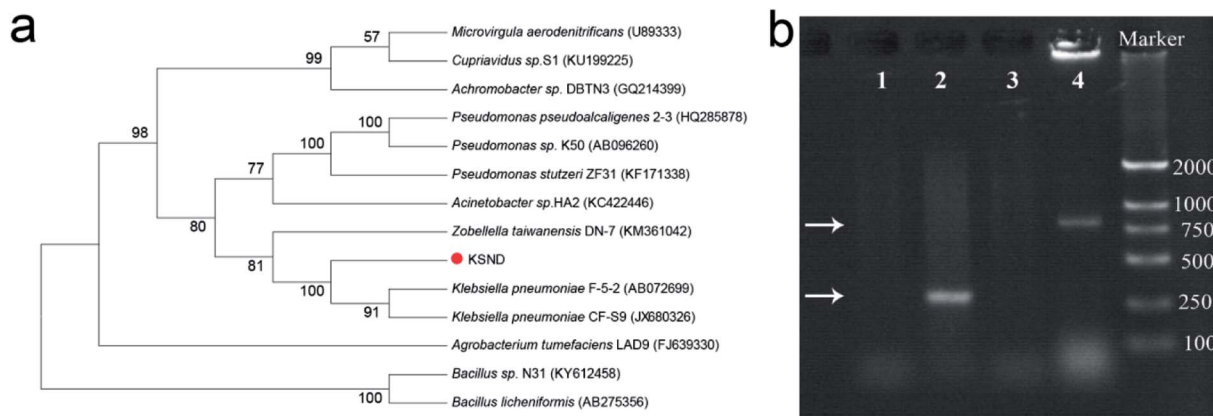 a
57
Microvirgula aerodenitrificans (U89333)
99
Cupriavidus sp.S1 (KU199225)
Achromobacter sp. DBTN3 (GQ214399)
98
100
Pseudomonas pseudoalcaligenes 2-3 (HQ285878)
100
Pseudomonas sp. K50 (AB096260)
77
Pseudomonas stutzeri ZF31 (KF171338)
80
Acinetobacter sp.HA2 (KC422446)
Zobellella taiwanensis DN-7 (KM361042)
81
KSND
100
Klebsiella pneumoniae F-5-2 (AB072699)
91
Klebsiella pneumoniae CF-S9 (JX680326)
Agrobacterium tumefaciens LAD9 (FJ639330)
Bacillus sp. N31 (KY612458)
100
Bacillus licheniformis (AB275356)
b
Marker
1 2 3 4
2000
1000
750
500
250
100